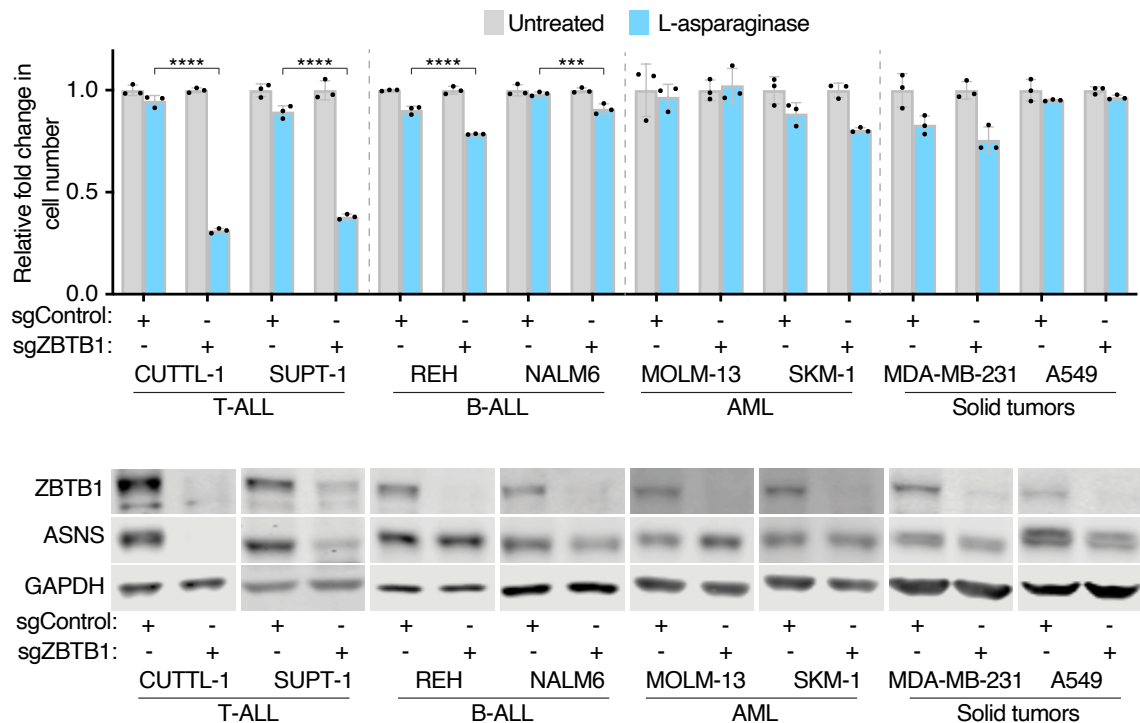 Untreated L-asparaginase
**** **** **** ***
Relative fold change in
cell number
1.0
0.5
0.0
sgControl: + - + - + - + - + - + - + - + -
sgZBTB1: - + - + - + - + - + - + - + - +
CUTTL-1 SUPT-1 REH NALM6 MOLM-13 SKM-1 MDA-MB-231 A549
T-ALL B-ALL AML Solid tumors
ZBTB1
ASNS
GAPDH
sgControl: + - + - + - + - + - + - + - + -
sgZBTB1: - + - + - + - + - + - + - + - +
CUTTL-1 SUPT-1 REH NALM6 MOLM-13 SKM-1 MDA-MB-231 A549
T-ALL B-ALL AML Solid tumors